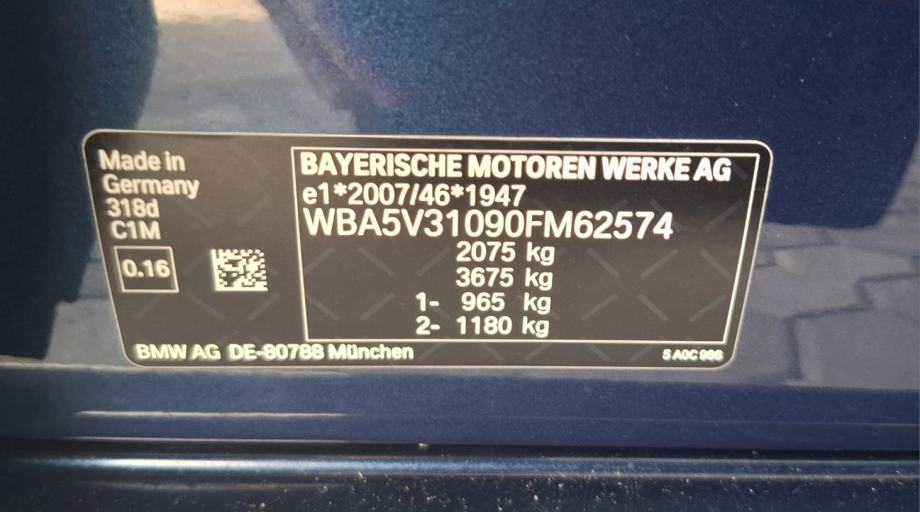 Made in
Germany
318d
C1M
0.16
BAYERISCHE MOTOREN WERKE AG
e1*2007/46*1947
WBA5V31090FM62574
2075 kg
3675 kg
1- 965 kg
2- 1180 kg
BMW AG DE-80788 München
5 A0C 986